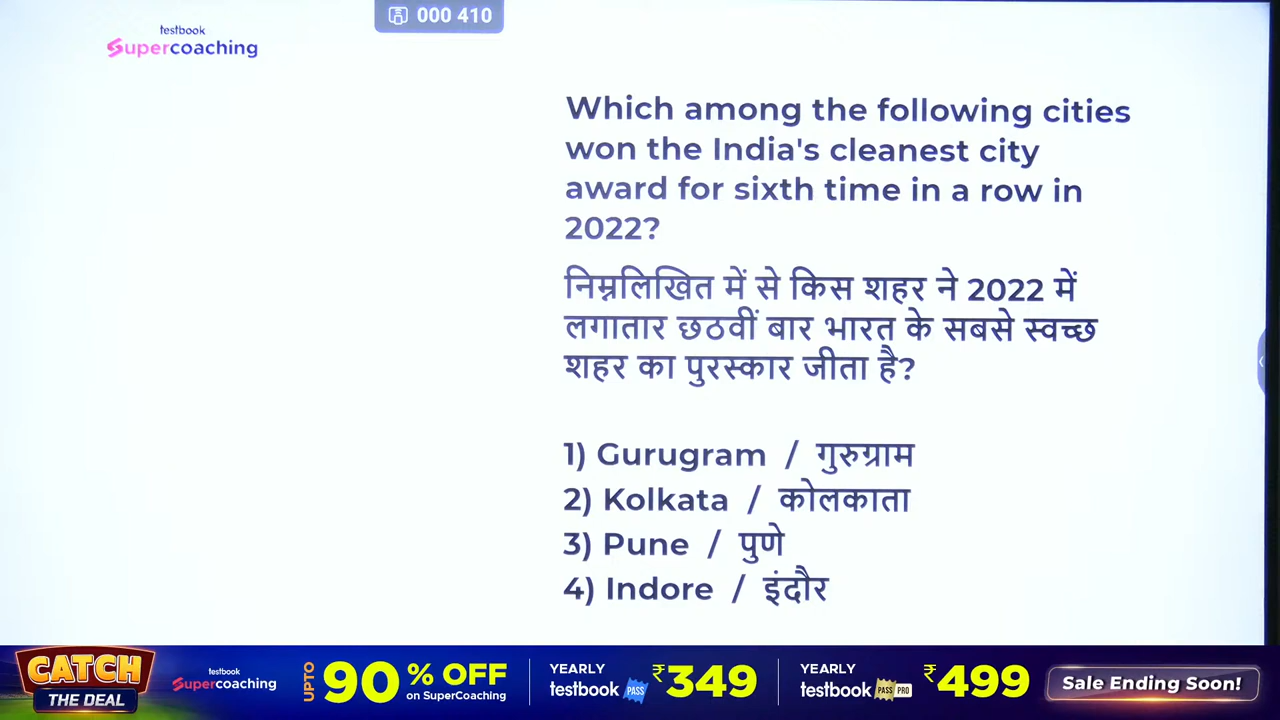 testbook
Supercoaching
000 410
Which among the following cities
won the India's cleanest city
award for sixth time in a row in
2022?
निम्नलिखित में से किस शहर ने 2022 में
लगातार छठवीं बार भारत के सबसे स्वच्छ
शहर का पुरस्कार जीता है?
1) Gurugram / गुरुग्राम
2) Kolkata / कोलकाता
3) Pune / पुणे
4) Indore / इंदौर
CATCH
THE DEAL
testbook
Supercoaching
UPTO 90 % OFF
on SuperCoaching
YEARLY
testbook PASS
₹349
YEARLY
testbook PASS PRO
₹499
Sale Ending Soon!